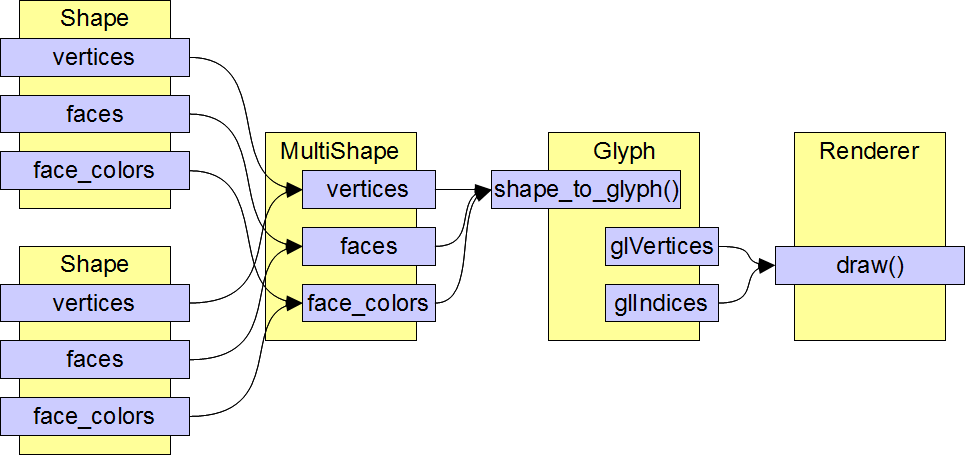 Shape
vertices
faces
face_colors
Shape
vertices
faces
face_colors
MultiShape
vertices
faces
face_colors
Glyph
shape_to_glyph()
glVertices
glIndices
Renderer
draw()